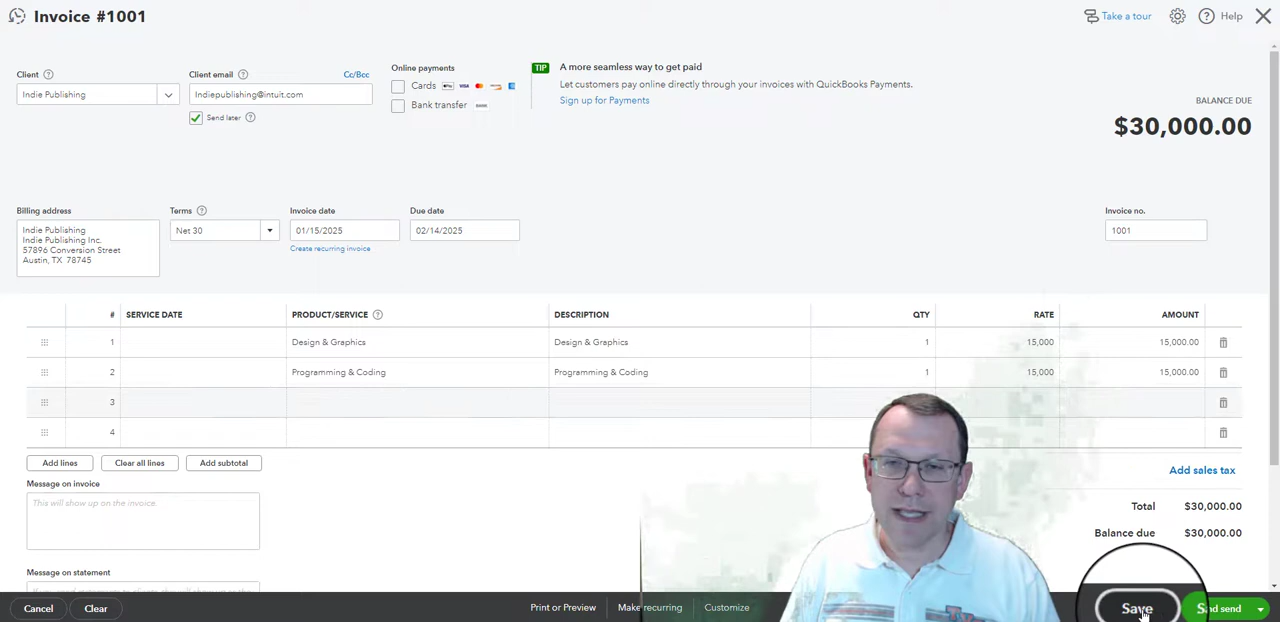 Invoice #1001
Take a tour
Help
Client
Client email
Cc/Bcc
Indie Publishing
Indiepublishing@intuit.com
Send later
Online payments
Cards
VISA
Bank transfer
BANK
TIP
A more seamless way to get paid
Let customers pay online directly through your invoices with QuickBooks Payments.
Sign up for Payments
BALANCE DUE
$30,000.00
Billing address
Indie Publishing
Indie Publishing Inc.
57896 Conversion Street
Austin, TX 78745
Terms
Net 30
Invoice date
01/15/2025
Create recurring invoice
Due date
02/14/2025
Invoice no.
1001
# SERVICE DATE PRODUCT/SERVICE DESCRIPTION QTY RATE AMOUNT
1 Design & Graphics Design & Graphics 1 15,000 15,000.00
2 Programming & Coding Programming & Coding 1 15,000 15,000.00
3
4
Add lines Clear all lines Add subtotal
Message on invoice
This will show up on the invoice.
Add sales tax
Total $30,000.00
Balance due $30,000.00
Message on statement
Cancel Clear Print or Preview Make recurring Customize Save nd send